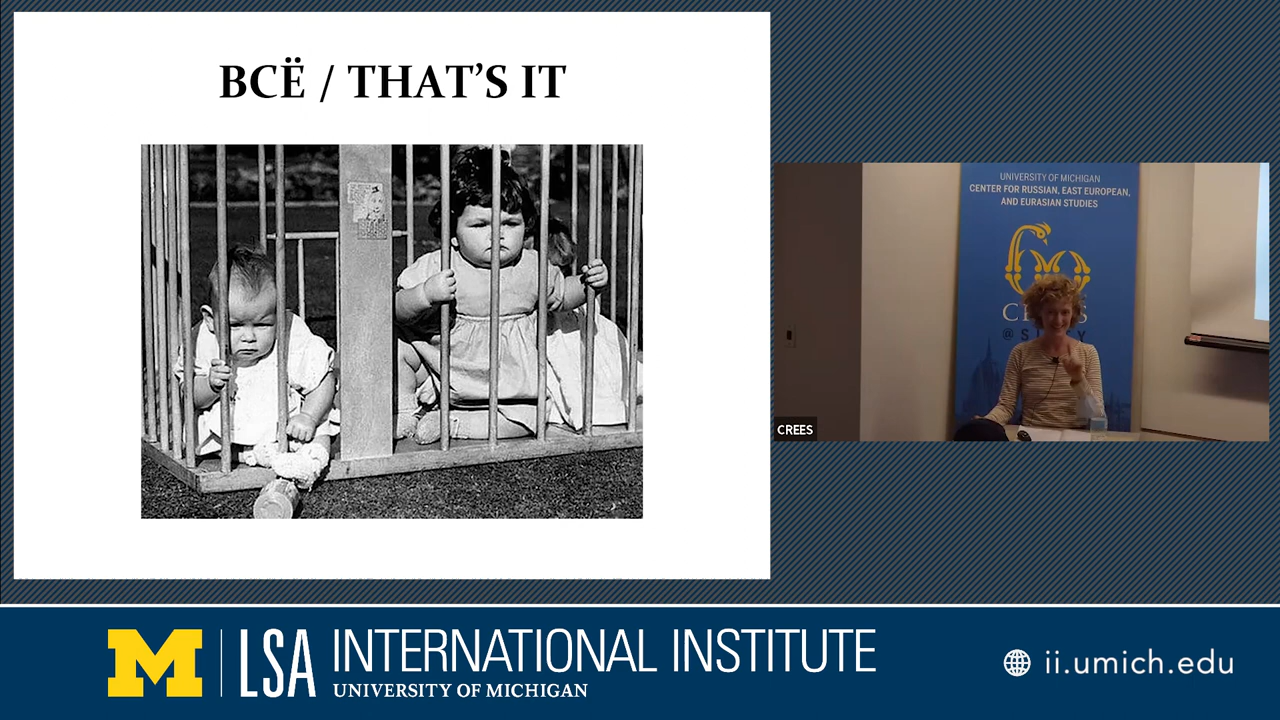 ВСЁ / THAT’S IT
UNIVERSITY OF MICHIGAN
CENTER FOR RUSSIAN, EAST EUROPEAN,
AND EURASIAN STUDIES
60
CREES
M
LSA
INTERNATIONAL INSTITUTE
UNIVERSITY OF MICHIGAN
ii.umich.edu